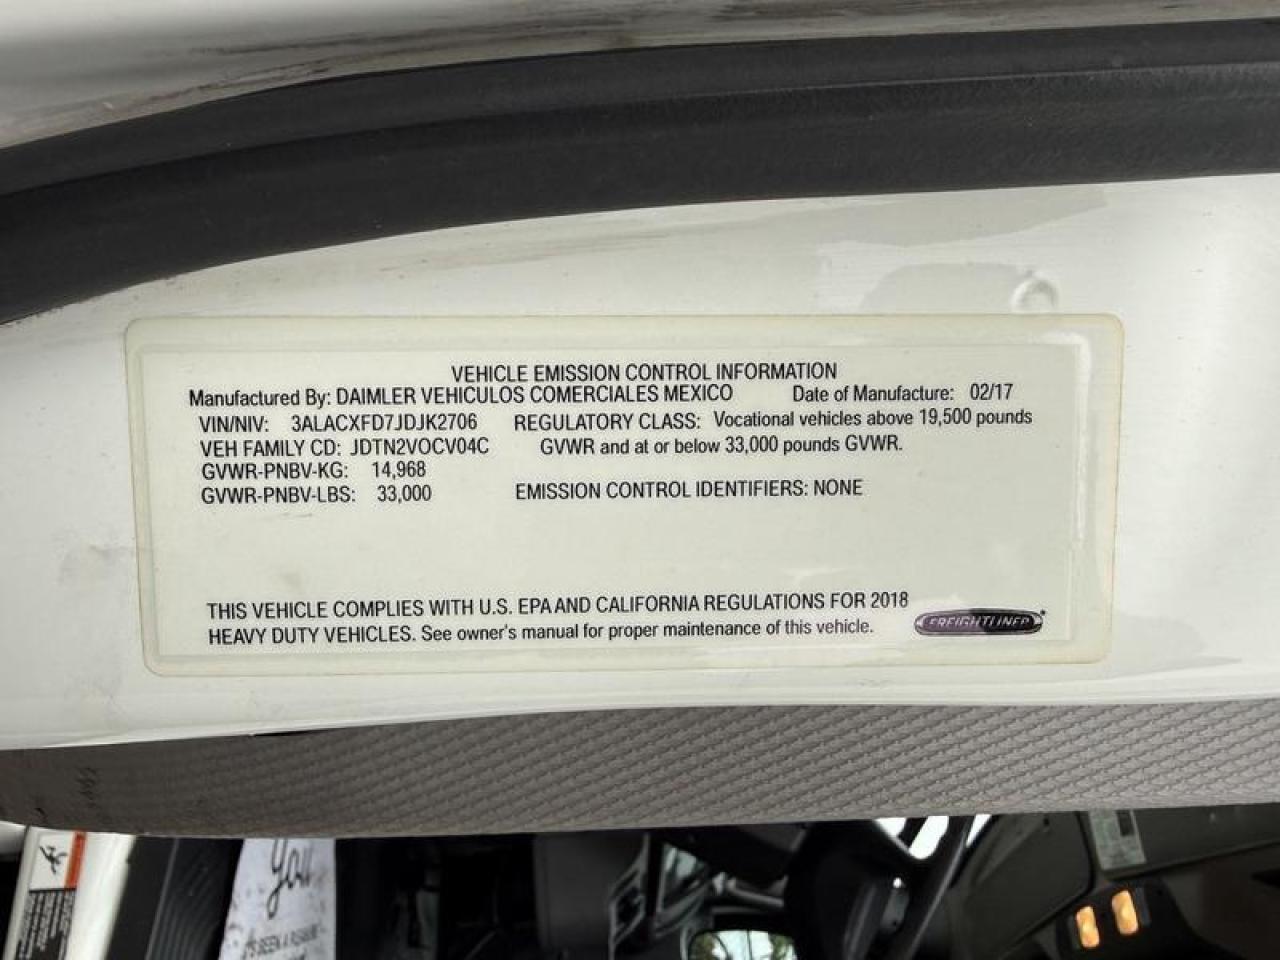 VEHICLE EMISSION CONTROL INFORMATION
Manufactured By: DAIMLER VEHICULOS COMERCIALES MEXICO Date of Manufacture: 02/17
VIN/NIV: 3ALACXFD7JDJK2706 REGULATORY CLASS: Vocational vehicles above 19,500 pounds
VEH FAMILY CD: JDTN2VOCV04C GVWR and at or below 33,000 pounds GVWR.
GVWR-PNBV-KG: 14,968
GVWR-PNBV-LBS: 33,000 EMISSION CONTROL IDENTIFIERS: NONE
THIS VEHICLE COMPLIES WITH U.S. EPA AND CALIFORNIA REGULATIONS FOR 2018
HEAVY DUTY VEHICLES. See owner's manual for proper maintenance of this vehicle.
FREIGHTLINER
you
BEEN A